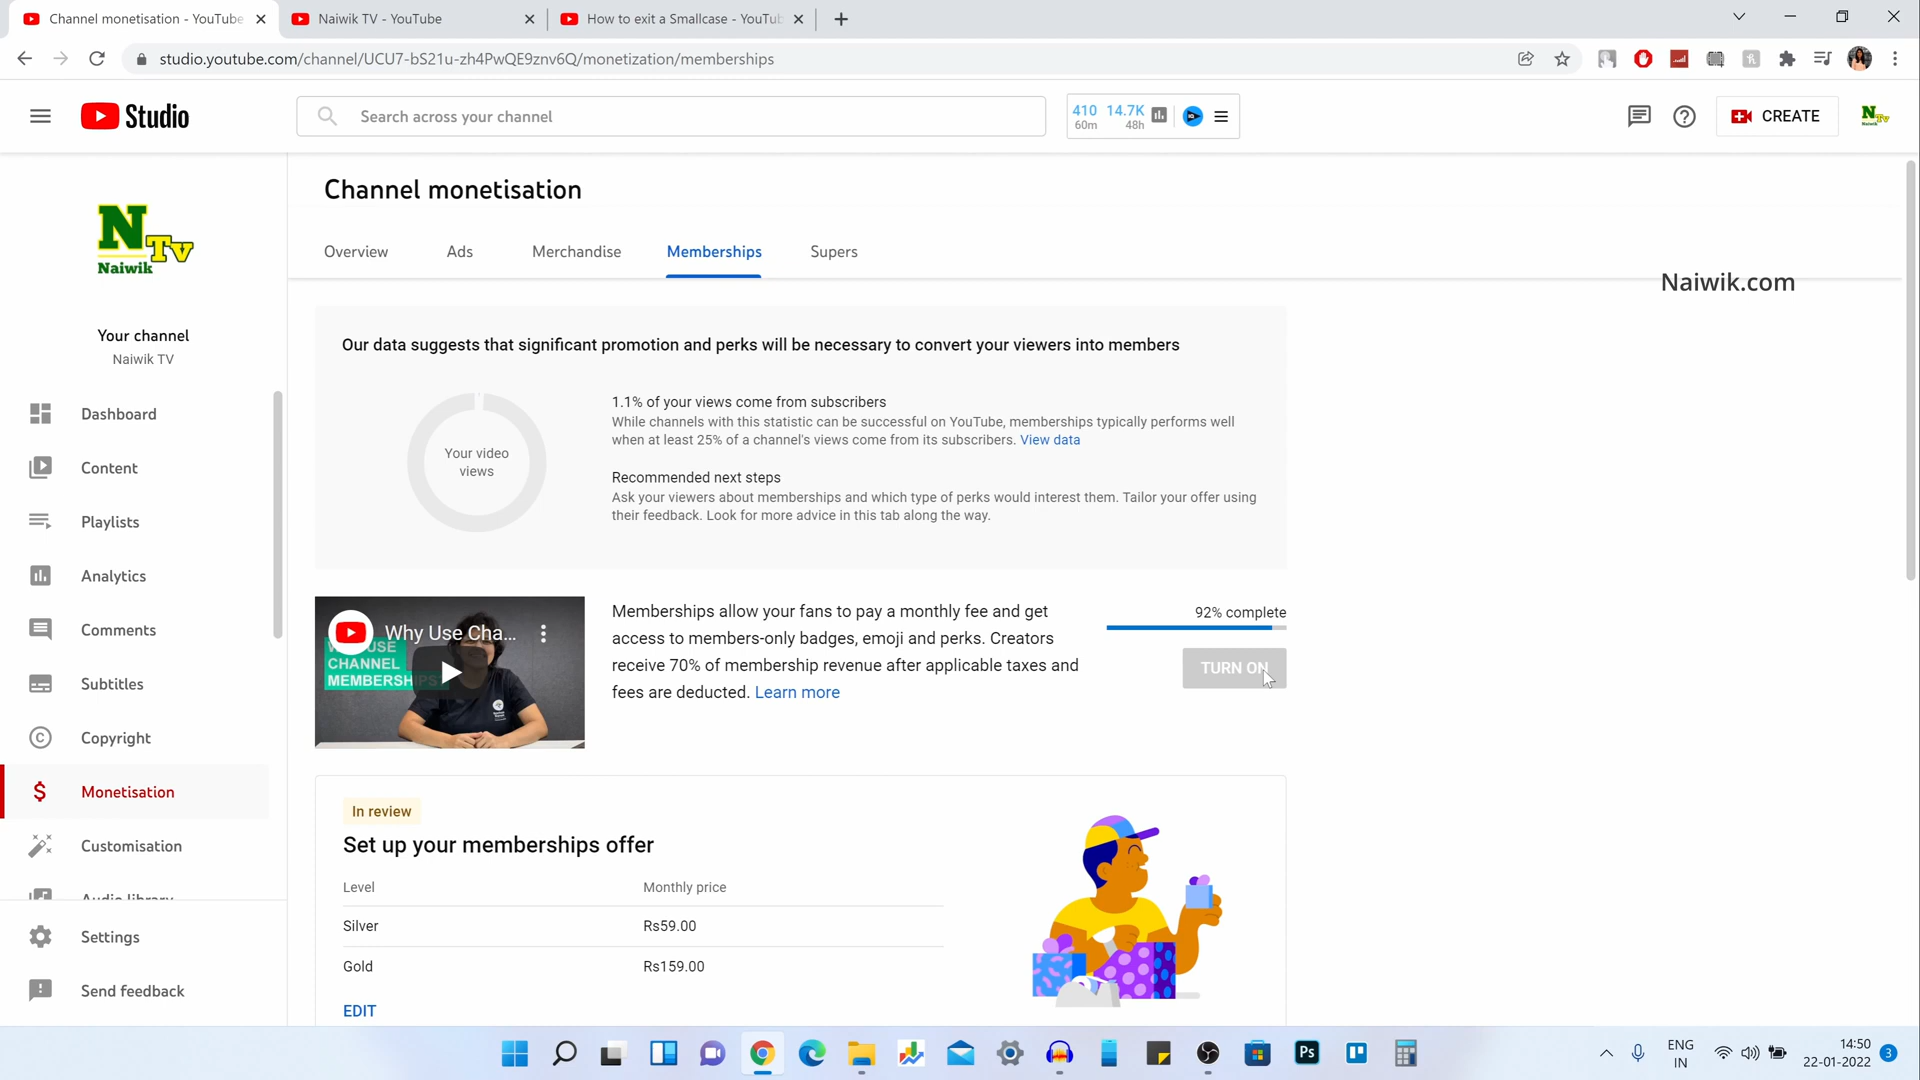 Channel monetisation - YouTube
Naiwik TV - YouTube
How to exit a Smallcase - YouTub
studio.youtube.com/channel/UCU7-bS21u-zh4PwQE9znv6Q/monetization/memberships
Studio
Search across your channel
410 14.7K
60m 48h
CREATE
N Tv
Channel monetisation
N Tv
Naiwik
Overview
Ads
Merchandise
Memberships
Supers
Naiwik.com
Your channel
Naiwik TV
Our data suggests that significant promotion and perks will be necessary to convert your viewers into members
Your video
views
1.1% of your views come from subscribers
While channels with this statistic can be successful on YouTube, memberships typically performs well
when at least 25% of a channel's views come from its subscribers. View data
Recommended next steps
Ask your viewers about memberships and which type of perks would interest them. Tailor your offer using
their feedback. Look for more advice in this tab along the way.
Dashboard
Content
Playlists
Analytics
Comments
Subtitles
Copyright
Monetisation
Customisation
Audio library
Settings
Send feedback
Why Use Cha...
USE
CHANNEL
MEMBERSHIPS
Memberships allow your fans to pay a monthly fee and get
access to members-only badges, emoji and perks. Creators
receive 70% of membership revenue after applicable taxes and
fees are deducted. Learn more
92% complete
TURN ON
In review
Set up your memberships offer
Level
Monthly price
Silver
Rs59.00
Gold
Rs159.00
EDIT
Ps
ENG
IN
14:50
22-01-2022
3